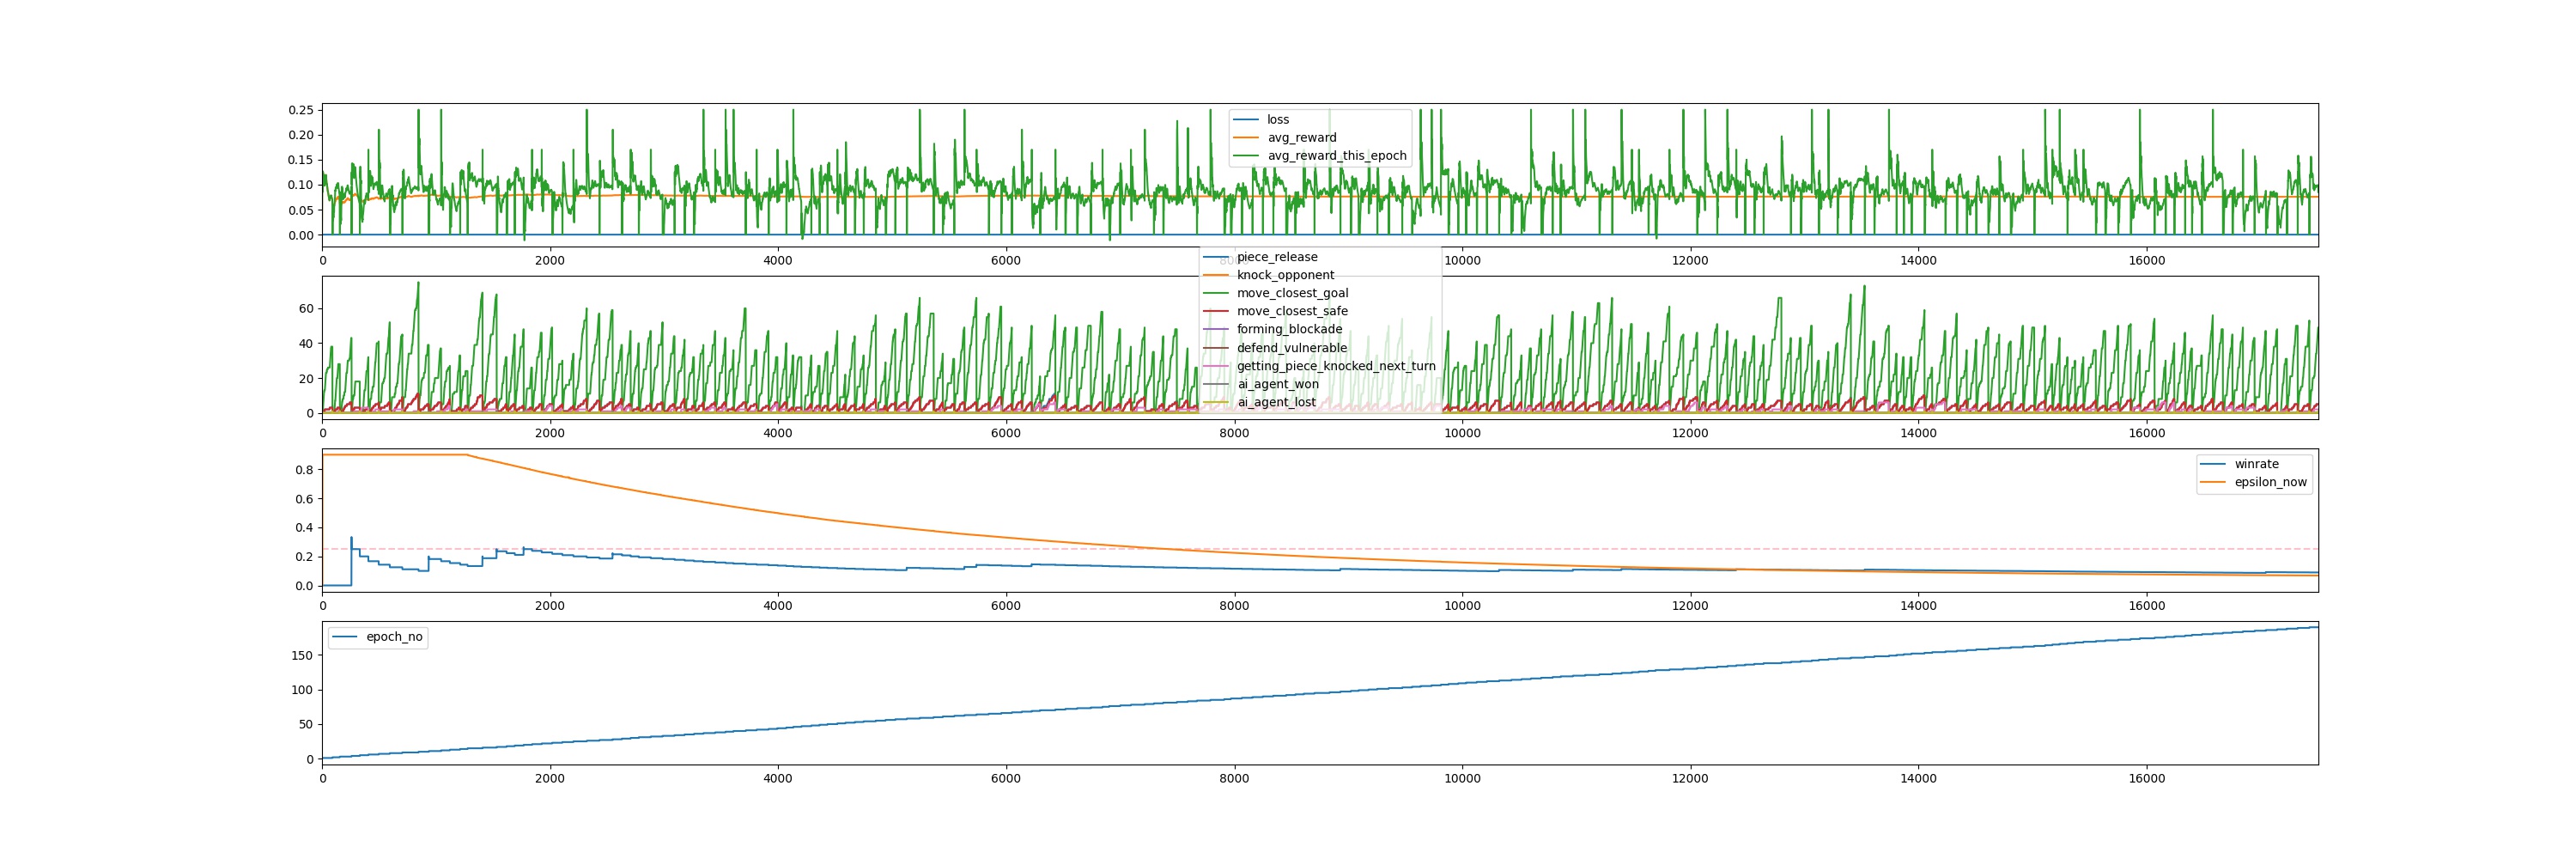 0.25
0.20
0.15
0.10
0.05
0.00
loss
avg_reward
avg_reward_this_epoch
0 2000 4000 6000 8000 10000 12000 14000 16000
60
40
20
0
piece_release
knock_opponent
move_closest_goal
move_closest_safe
forming_blockade
defend_vulnerable
getting_piece_knocked_next_turn
ai_agent_won
ai_agent_lost
0 2000 4000 6000 8000 10000 12000 14000 16000
0.8
0.6
0.4
0.2
0.0
winrate
epsilon_now
0 2000 4000 6000 8000 10000 12000 14000 16000
epoch_no
150
100
50
0
0 2000 4000 6000 8000 10000 12000 14000 16000